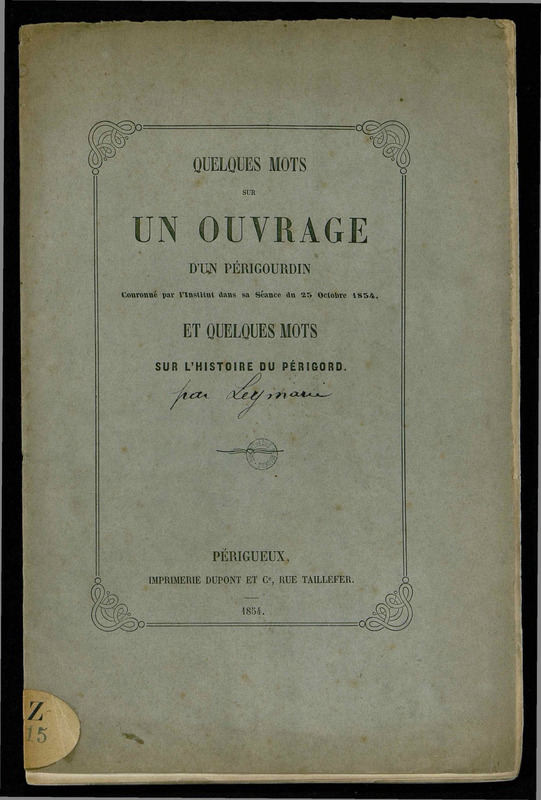 QUELQUES MOTS
SUR
UN OUVRAGE
D'UN PÉRIGOURDIN
Couronné par l'Institut dans sa Séance du 25 Octobre 1854,
ET QUELQUES MOTS
SUR L'HISTOIRE DU PÉRIGORD.
par Leymarie
PÉRIGUEUX,
IMPRIMERIE DUPONT ET Ce, RUE TAILLEFER.
1854.
Z
15